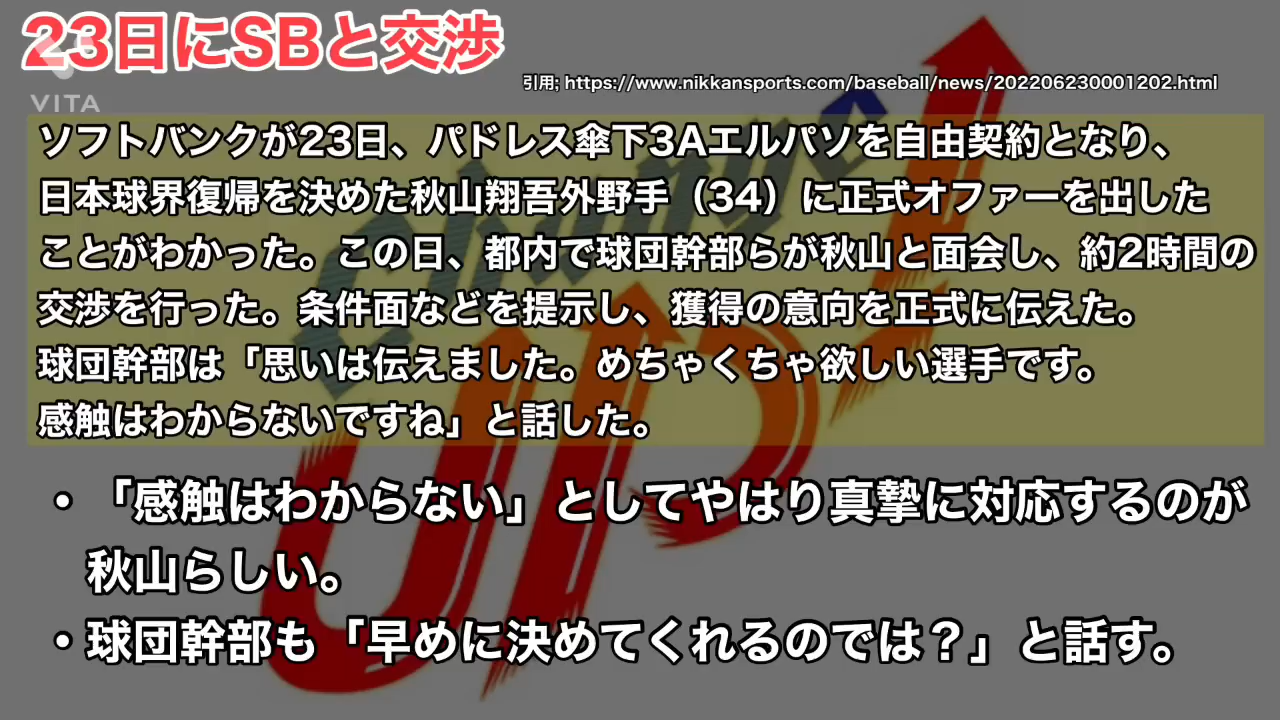 23日にSBと交渉
引用; https://www.nikkansports.com/baseball/news/202206230001202.html
VITA
ソフトバンクが23日、パドレス傘下3Aエルパソを自由契約となり、
日本球界復帰を決めた秋山翔吾外野手（34）に正式オファーを出した
ことがわかった。この日、都内で球団幹部らが秋山と面会し、約2時間の
交渉を行った。条件面などを提示し、獲得の意向を正式に伝えた。
球団幹部は「思いは伝えました。めちゃくちゃ欲しい選手です。
感触はわからないですね」と話した。
・「感触はわからない」としてやはり真摯に対応するのが
秋山らしい。
・球団幹部も「早めに決めてくれるのでは？」と話す。
UP